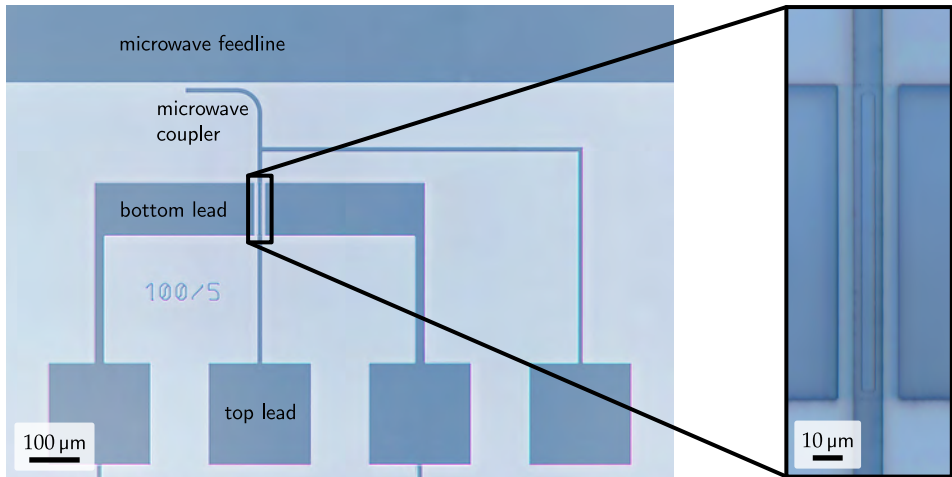 microwave feedline
microwave
coupler
bottom lead
100/5
top lead
100 µm
10 µm